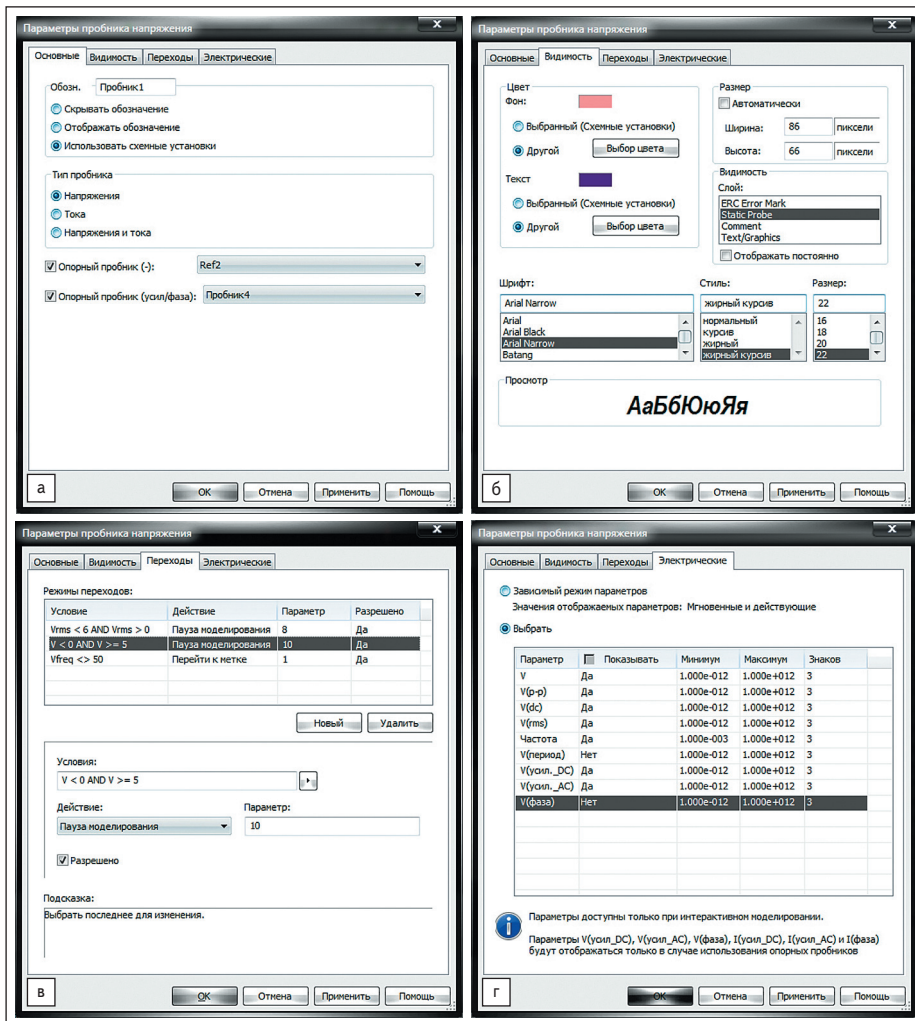 Параметры пробника напряжения
x
Основные Видимость Переходы Электрические
Обозн. Пробник1
Скрывать обозначение
Отображать обозначение
Использовать схемные установки
Тип пробника
Напряжения
Тока
Напряжения и тока
Опорный пробник (-): Ref2
Опорный пробник (усил/фаза): Пробник4
а
ОК Отмена Применить Помощь
Параметры пробника напряжения
x
Основные Видимость Переходы Электрические
Цвет
Фон:
Выбранный (Схемные установки)
Другой Выбор цвета
Текст
Выбранный (Схемные установки)
Другой Выбор цвета
Размер
Автоматически
Ширина: 86 пиксели
Высота: 66 пиксели
Видимость
Слой:
ERC Error Mark
Static Probe
Comment
Text/Graphics
Отображать постоянно
Шрифт: Стиль: Размер:
Arial Narrow жирный курсив 22
Arial нормальный 16
Arial Black курсив 18
Arial Narrow жирный 20
Batang жирный курсив 22
Просмотр
АаБбЮюЯя
б
ОК Отмена Применить Помощь
Параметры пробника напряжения
x
Основные Видимость Переходы Электрические
Режимы переходов:
Условие Действие Параметр Разрешено
Vrms < 6 AND Vrms > 0 Пауза моделирования 8 Да
V < 0 AND V >= 5 Пауза моделирования 10 Да
Vfreq <> 50 Перейти к метке 1 Да
Новый Удалить
Условия:
V < 0 AND V >= 5
Действие: Параметр:
Пауза моделирования 10
Разрешено
Подсказка:
Выбрать последнее для изменения.
в
ОК Отмена Применить Помощь
Параметры пробника напряжения
x
Основные Видимость Переходы Электрические
Зависимый режим параметров
Значения отображаемых параметров: Мгновенные и действующие
Выбрать
Параметр Показывать Минимум Максимум Знаков
V Да 1.000e-012 1.000e+012 3
V(p-p) Да 1.000e-012 1.000e+012 3
V(dc) Да 1.000e-012 1.000e+012 3
V(rms) Да 1.000e-012 1.000e+012 3
Частота Да 1.000e-003 1.000e+012 3
V(период) Нет 1.000e-012 1.000e+012 3
V(усил._DC) Да 1.000e-012 1.000e+012 3
V(усил._AC) Да 1.000e-012 1.000e+012 3
V(фаза) Нет 1.000e-012 1.000e+012 3
Параметры доступны только при интерактивном моделировании.
Параметры V(усил_DC), V(усил_AC), V(фаза), I(усил_DC), I(усил_AC) и I(фаза)
будут отображаться только в случае использования опорных пробников
г
ОК Отмена Применить Помощь